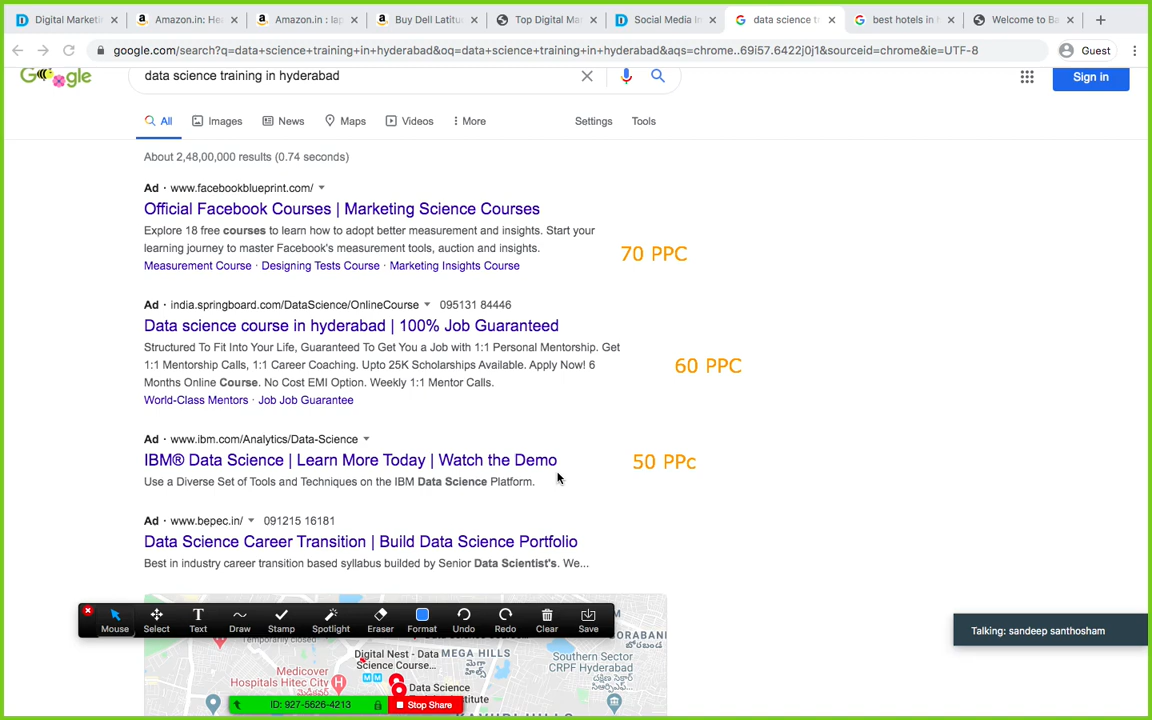 Digital Marketin
Amazon.in: Hea
Amazon.in : lap
Buy Dell Latitu
Top Digital Mar
Social Media In
data science tr
best hotels in h
Welcome to Ba
google.com/search?q=data+science+training+in+hyderabad&oq=data+science+training+in+hyderabad&aqs=chrome..69i57.6422j0j1&sourceid=chrome&ie=UTF-8
Guest
Google
data science training in hyderabad
Sign in
All
Images
News
Maps
Videos
More
Settings
Tools
About 2,48,00,000 results (0.74 seconds)
Ad · www.facebookblueprint.com/
Official Facebook Courses | Marketing Science Courses
Explore 18 free courses to learn how to adopt better measurement and insights. Start your
learning journey to master Facebook's measurement tools, auction and insights.
70 PPC
Measurement Course · Designing Tests Course · Marketing Insights Course
Ad · india.springboard.com/DataScience/OnlineCourse 095131 84446
Data science course in hyderabad | 100% Job Guaranteed
Structured To Fit Into Your Life, Guaranteed To Get You a Job with 1:1 Personal Mentorship. Get
1:1 Mentorship Calls, 1:1 Career Coaching. Upto 25K Scholarships Available. Apply Now! 6
60 PPC
Months Online Course. No Cost EMI Option. Weekly 1:1 Mentor Calls.
World-Class Mentors · Job Job Guarantee
Ad · www.ibm.com/Analytics/Data-Science
IBM® Data Science | Learn More Today | Watch the Demo
50 PPc
Use a Diverse Set of Tools and Techniques on the IBM Data Science Platform.
Ad · www.bepec.in/ 091215 16181
Data Science Career Transition | Build Data Science Portfolio
Best in industry career transition based syllabus builded by Senior Data Scientist's. We...
Mouse
Select
Text
Draw
Stamp
Spotlight
Eraser
Format
Undo
Redo
Clear
Save
Talking: sandeep santhosham
Temporarily closed
Digital Nest - Data
Science Course...
MEGA HILLS
మెగా
హిల్స్
Southern Sector
CRPF Hyderabad
Medicover
Hospitals Hitec City
Data Science
ID: 927-5626-4213
Stop Share